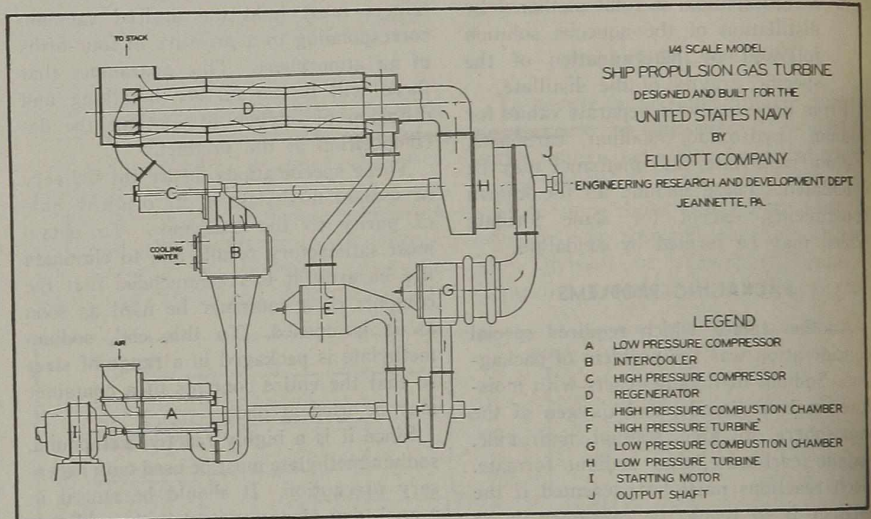 TO STACK
D
C
H
J
COOLING
WATER
B
E
G
AIR
A
F
I
1/4 SCALE MODEL
SHIP PROPULSION GAS TURBINE
DESIGNED AND BUILT FOR THE
UNITED STATES NAVY
BY
ELLIOTT COMPANY
ENGINEERING RESEARCH AND DEVELOPMENT DEPT.
JEANNETTE, PA.
LEGEND
A LOW PRESSURE COMPRESSOR
B INTERCOOLER
C HIGH PRESSURE COMPRESSOR
D REGENERATOR
E HIGH PRESSURE COMBUSTION CHAMBER
F HIGH PRESSURE TURBINE
G LOW PRESSURE COMBUSTION CHAMBER
H LOW PRESSURE TURBINE
I STARTING MOTOR
J OUTPUT SHAFT